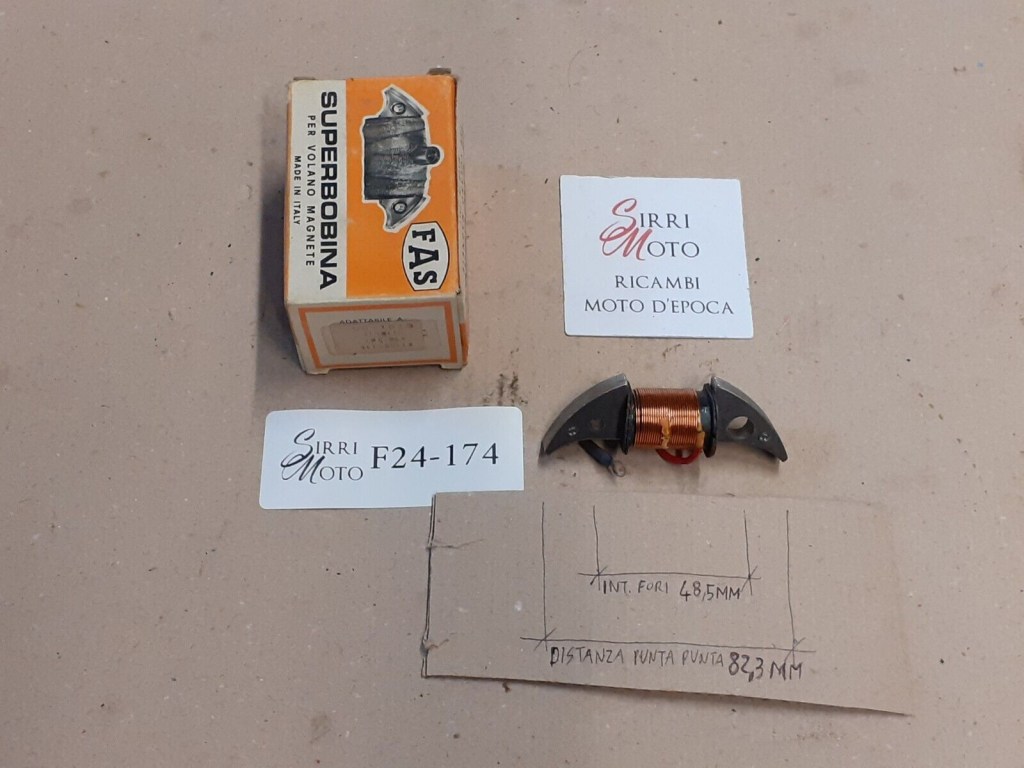 SUPERBOBINA
PER VOLANO MAGNETE
MADE IN ITALY
FAS
ADATTABILE A
SIRRI
MOTO
RICAMBI
MOTO D'EPOCA
SIRRI
MOTO
F24-174
INT. FORI 48,5MM
DISTANZA PUNTA PUNTA 82,3 MM